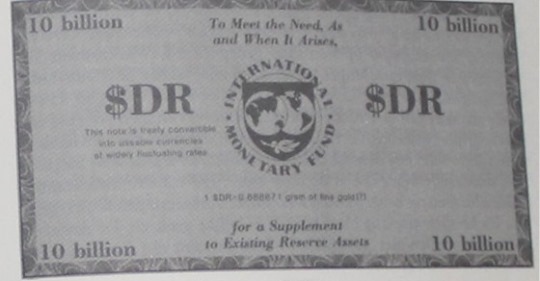 10 billion
To Meet the Need, As
and When It Arises,
10 billion
$DR
INTERNATIONAL
MONETARY FUND
$DR
This note is freely convertible
into useable currencies
at widely fluctuating rates
1 $DR=0.888671 gram of fine gold(?)
for a Supplement
to Existing Reserve Assets
10 billion
10 billion